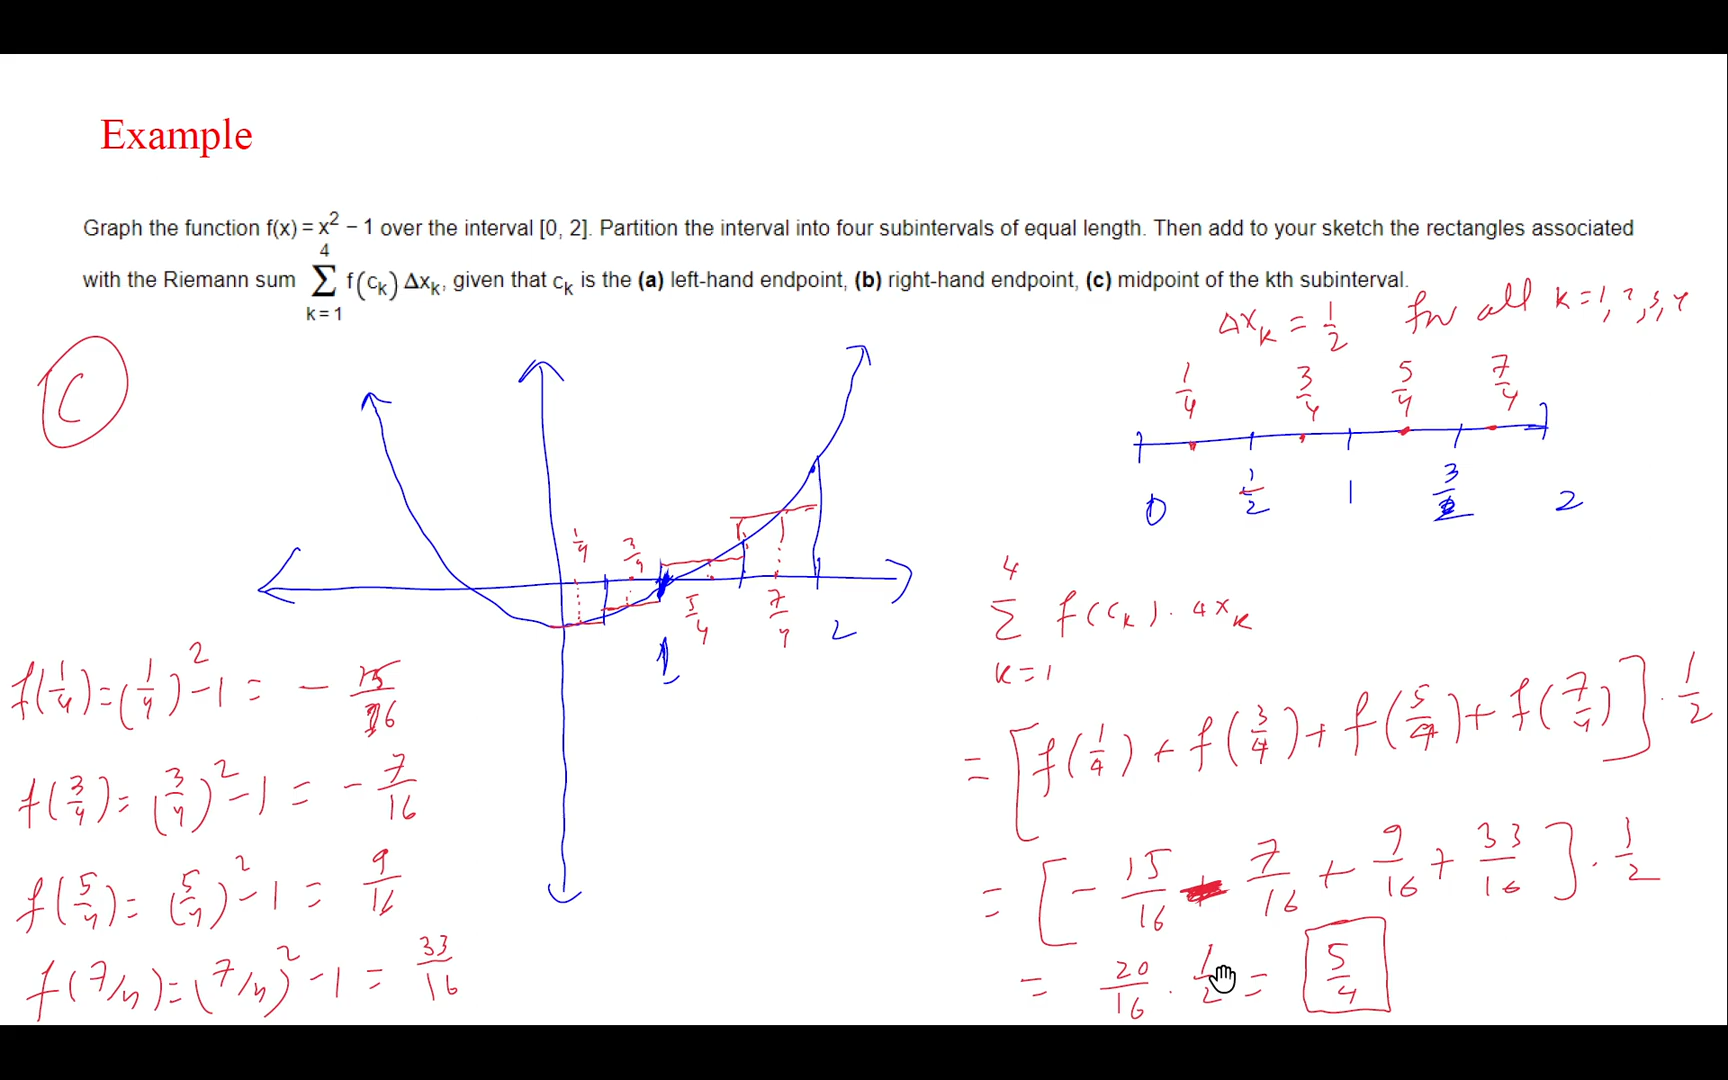 Example
Graph the function f(x) = x² − 1 over the interval [0, 2]. Partition the interval into four subintervals of equal length. Then add to your sketch the rectangles associated
with the Riemann sum 4 Σ k = 1 f(cₖ) Δxₖ, given that cₖ is the (a) left-hand endpoint, (b) right-hand endpoint, (c) midpoint of the kth subinterval.
C
Δxₖ = 1/2 for all k = 1, 2, 3, 4
1/4 3/4 5/4 7/4
0 1/2 1 3/2 2
1/4 3/4
5/4 7/4
1 2
4 Σ k=1 f(cₖ) · Δxₖ
= [f(1/4) + f(3/4) + f(5/4) + f(7/4)] · 1/2
= [− 15/16 − 7/16 + 9/16 + 33/16] · 1/2
= 20/16 · 1/2 = 5/4
f(1/4) = (1/4)² − 1 = − 15/16
f(3/4) = (3/4)² − 1 = − 7/16
f(5/4) = (5/4)² − 1 = 9/16
f(7/4) = (7/4)² − 1 = 33/16